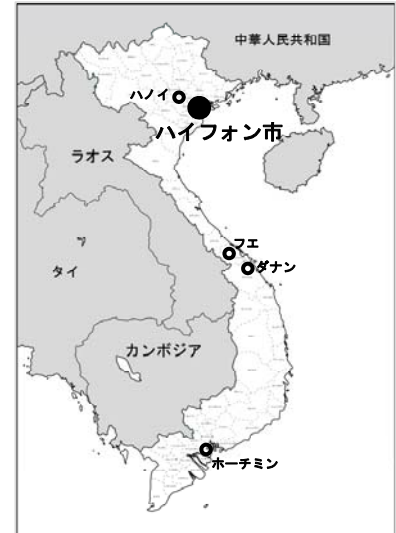 中華人民共和国
ハノイ
ハイフォン市
ラオス
フエ
ダナン
タイ
カンボジア
ホーチミン